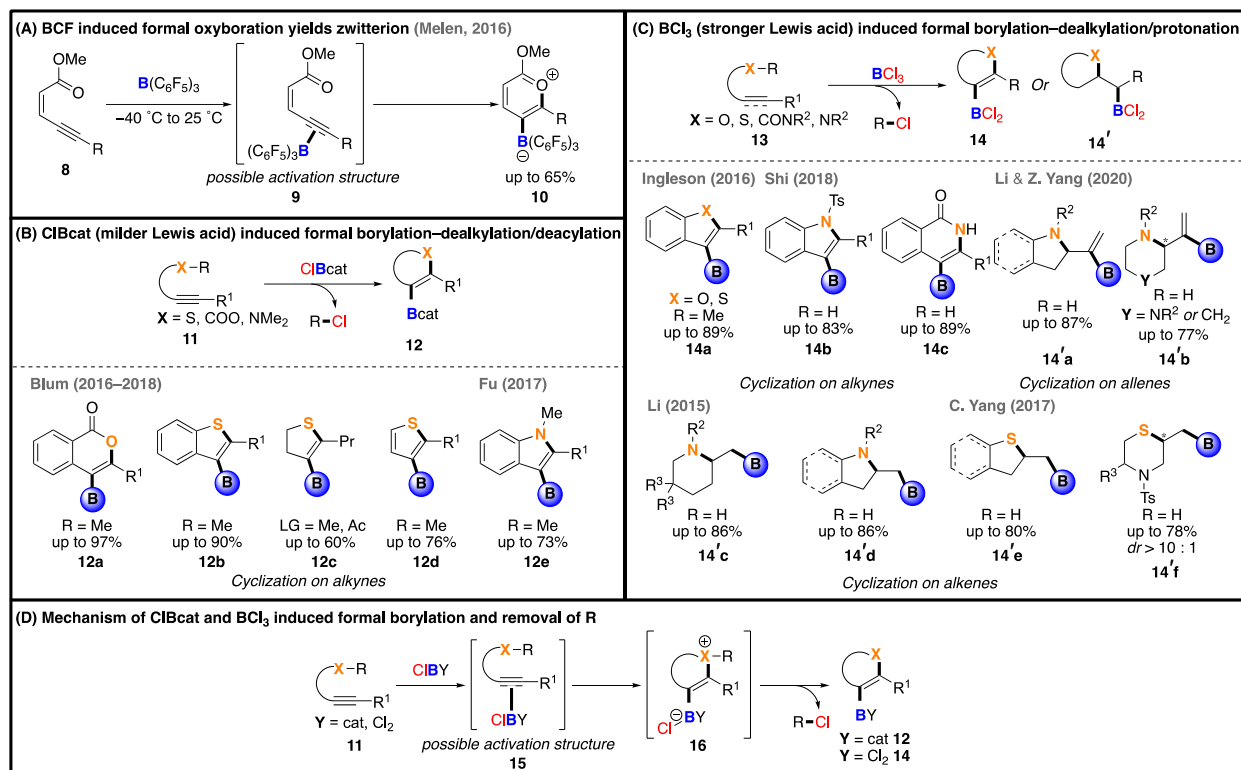 (A) BCF induced formal oxyboration yields zwitterion (Melen, 2016)
OMe
O
R
8
B(C6F5)3
−40 ˚C to 25 ˚C
OMe
O
R
(C6F5)3B
possible activation structure
9
OMe
⊕
O
R
B(C6F5)3
⊖
up to 65%
10
(B) ClBcat (milder Lewis acid) induced formal borylation–dealkylation/deacylation
X–R
R1
X = S, COO, NMe2
11
ClBcat
R–Cl
X
R1
Bcat
12
Blum (2016–2018)
Fu (2017)
O
O
R1
B
R = Me
up to 97%
12a
S
R1
B
R = Me
up to 90%
12b
S
Pr
B
LG = Me, Ac
up to 60%
12c
S
R1
B
R = Me
up to 76%
12d
Me
N
R1
B
R = Me
up to 73%
12e
Cyclization on alkynes
(C) BCl3 (stronger Lewis acid) induced formal borylation–dealkylation/protonation
X–R
R1
X = O, S, CONR2, NR2
13
BCl3
R–Cl
X
R
BCl2
14
Or
X
R
BCl2
14′
Ingleson (2016)
Shi (2018)
Li & Z. Yang (2020)
X
R1
B
X = O, S
R = Me
up to 89%
14a
Ts
N
R1
B
R = H
up to 83%
14b
O
NH
R1
B
R = H
up to 89%
14c
R2
N
B
R = H
up to 87%
14′a
R2
N
*
Y
B
R = H
Y = NR2 or CH2
up to 77%
14′b
Cyclization on alkynes
Cyclization on allenes
Li (2015)
C. Yang (2017)
R2
N
R3
R3
B
R = H
up to 86%
14′c
R2
N
B
R = H
up to 86%
14′d
S
B
R = H
up to 80%
14′e
S
*
R3
N
Ts
B
R = H
up to 78%
dr > 10 : 1
14′f
Cyclization on alkenes
(D) Mechanism of ClBcat and BCl3 induced formal borylation and removal of R
X–R
R1
Y = cat, Cl2
11
ClBY
X–R
R1
ClBY
possible activation structure
15
⊕
X–R
R1
⊖
BY
Cl
16
R–Cl
X
R1
BY
Y = cat 12
Y = Cl2 14